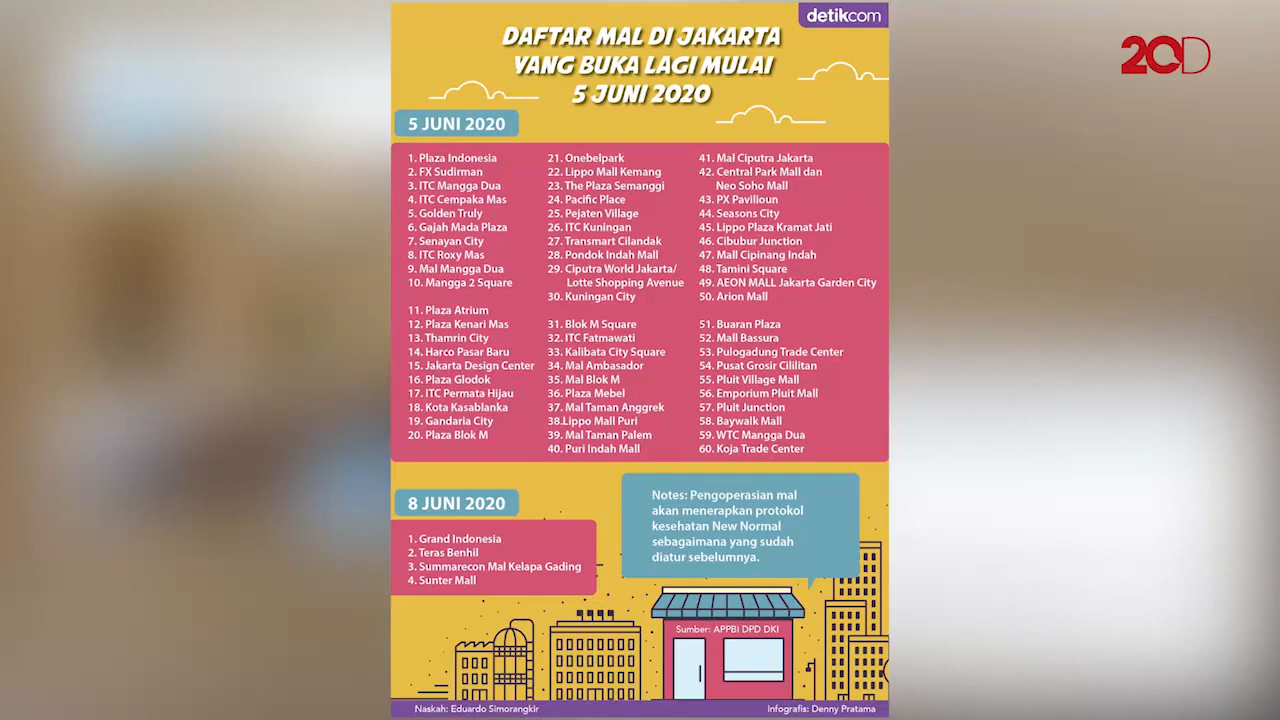 detikcom
20D
DAFTAR MAL DI JAKARTA
YANG BUKA LAGI MULAI
5 JUNI 2020
5 JUNI 2020
1. Plaza Indonesia
2. FX Sudirman
3. ITC Mangga Dua
4. ITC Cempaka Mas
5. Golden Truly
6. Gajah Mada Plaza
7. Senayan City
8. ITC Roxy Mas
9. Mal Mangga Dua
10. Mangga 2 Square
11. Plaza Atrium
12. Plaza Kenari Mas
13. Thamrin City
14. Harco Pasar Baru
15. Jakarta Design Center
16. Plaza Glodok
17. ITC Permata Hijau
18. Kota Kasablanka
19. Gandaria City
20. Plaza Blok M
21. Onebelpark
22. Lippo Mall Kemang
23. The Plaza Semanggi
24. Pacific Place
25. Pejaten Village
26. ITC Kuningan
27. Transmart Cilandak
28. Pondok Indah Mall
29. Ciputra World Jakarta/
Lotte Shopping Avenue
30. Kuningan City
31. Blok M Square
32. ITC Fatmawati
33. Kalibata City Square
34. Mal Ambasador
35. Mal Blok M
36. Plaza Mebel
37. Mal Taman Anggrek
38.Lippo Mall Puri
39. Mal Taman Palem
40. Puri Indah Mall
41. Mal Ciputra Jakarta
42. Central Park Mall dan
Neo Soho Mall
43. PX Pavilioun
44. Seasons City
45. Lippo Plaza Kramat Jati
46. Cibubur Junction
47. Mall Cipinang Indah
48. Tamini Square
49. AEON MALL Jakarta Garden City
50. Arion Mall
51. Buaran Plaza
52. Mall Bassura
53. Pulogadung Trade Center
54. Pusat Grosir Cililitan
55. Pluit Village Mall
56. Emporium Pluit Mall
57. Pluit Junction
58. Baywalk Mall
59. WTC Mangga Dua
60. Koja Trade Center
8 JUNI 2020
1. Grand Indonesia
2. Teras Benhil
3. Summarecon Mal Kelapa Gading
4. Sunter Mall
Notes: Pengoperasian mal
akan menerapkan protokol
kesehatan New Normal
sebagaimana yang sudah
diatur sebelumnya.
Sumber: APPBI DPD DKI
Naskah: Eduardo Simorangkir
Infografis: Denny Pratama